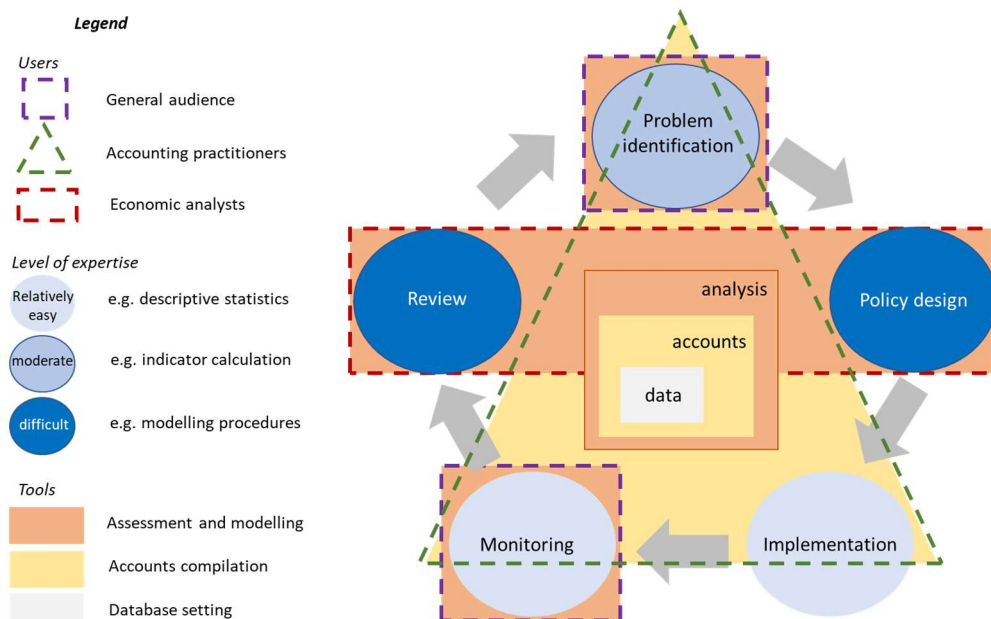 Legend
Users
General audience
Accounting practitioners
Economic analysts
Level of expertise
Relatively
easy
e.g. descriptive statistics
moderate
e.g. indicator calculation
difficult
e.g. modelling procedures
Tools
Assessment and modelling
Accounts compilation
Database setting
Problem
identification
Review
analysis
accounts
data
Policy design
Monitoring
Implementation